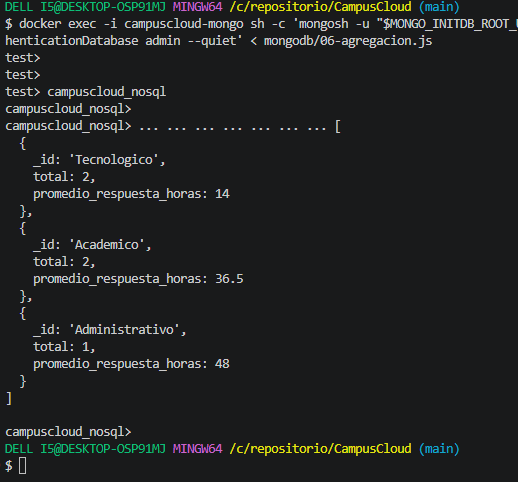 DELL I5@DESKTOP-OSP91MJ MINGW64 /c/repositorio/CampusCloud (main)
$ docker exec -i campuscloud-mongo sh -c 'mongosh -u "$MONGO_INITDB_ROOT_U
henticationDatabase admin --quiet' < mongodb/06-agregacion.js
test>
test>
test> campuscloud_nosql
campuscloud_nosql>
campuscloud_nosql> ... ... ... ... ... ... ... [
  {
    _id: 'Tecnologico',
    total: 2,
    promedio_respuesta_horas: 14
  },
  {
    _id: 'Academico',
    total: 2,
    promedio_respuesta_horas: 36.5
  },
  {
    _id: 'Administrativo',
    total: 1,
    promedio_respuesta_horas: 48
  }
]
campuscloud_nosql>
DELL I5@DESKTOP-OSP91MJ MINGW64 /c/repositorio/CampusCloud (main)
$